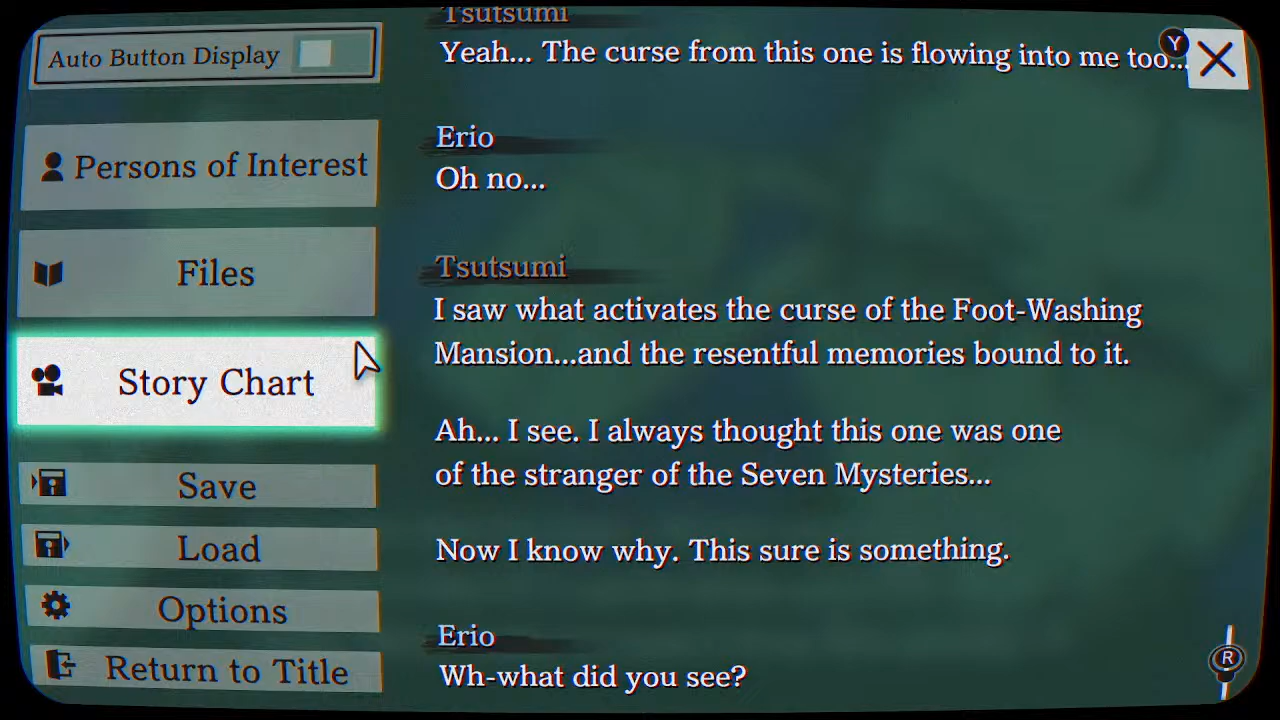 Auto Button Display
Persons of Interest
Files
Story Chart
Save
Load
Options
Return to Title
Tsutsumi
Yeah... The curse from this one is flowing into me too...
Y
Erio
Oh no...
Tsutsumi
I saw what activates the curse of the Foot-Washing
Mansion...and the resentful memories bound to it.
Ah... I see. I always thought this one was one
of the stranger of the Seven Mysteries...
Now I know why. This sure is something.
Erio
Wh-what did you see?
R